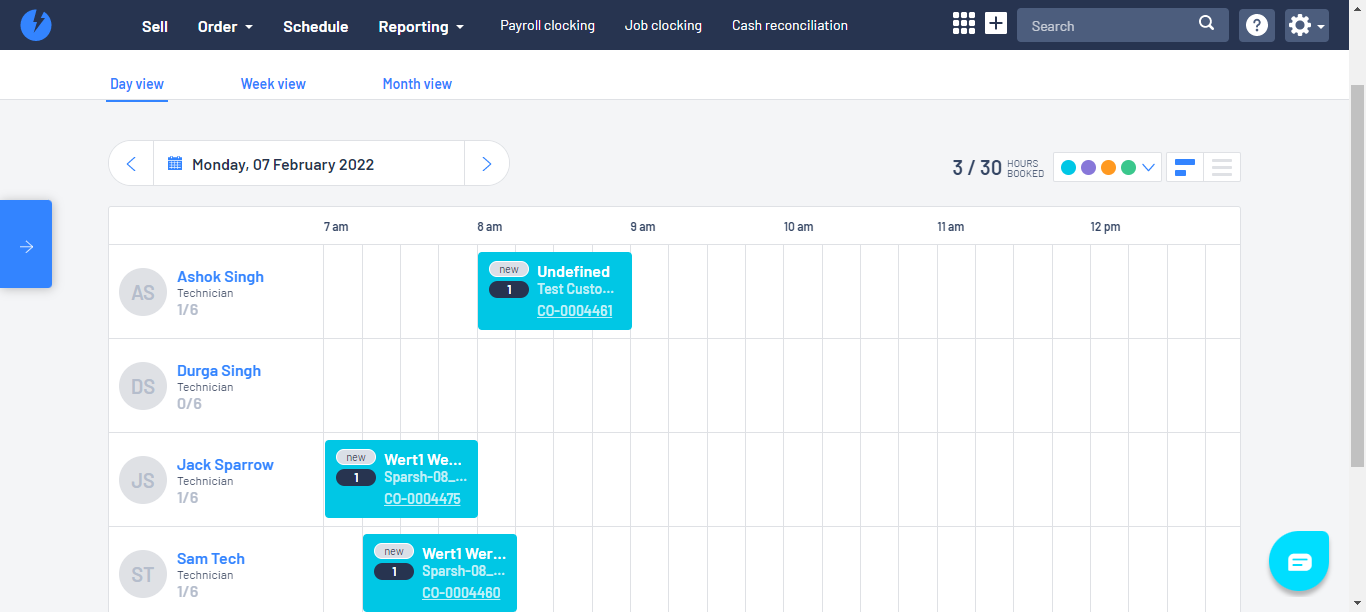 Sell Order Schedule Reporting Payroll clocking Job clocking Cash reconciliation Search ?
Day view Week view Month view
Monday, 07 February 2022
3 / 30 HOURS BOOKED
7 am 8 am 9 am 10 am 11 am 12 pm
AS
Ashok Singh
Technician
1/6
new Undefined
1 Test Custo...
CO-0004461
DS
Durga Singh
Technician
0/6
JS
Jack Sparrow
Technician
1/6
new Wert1 We...
1 Sparsh-08_...
CO-0004475
ST
Sam Tech
Technician
1/6
new Wert1 Wer...
1 Sparsh-08_...
CO-0004460